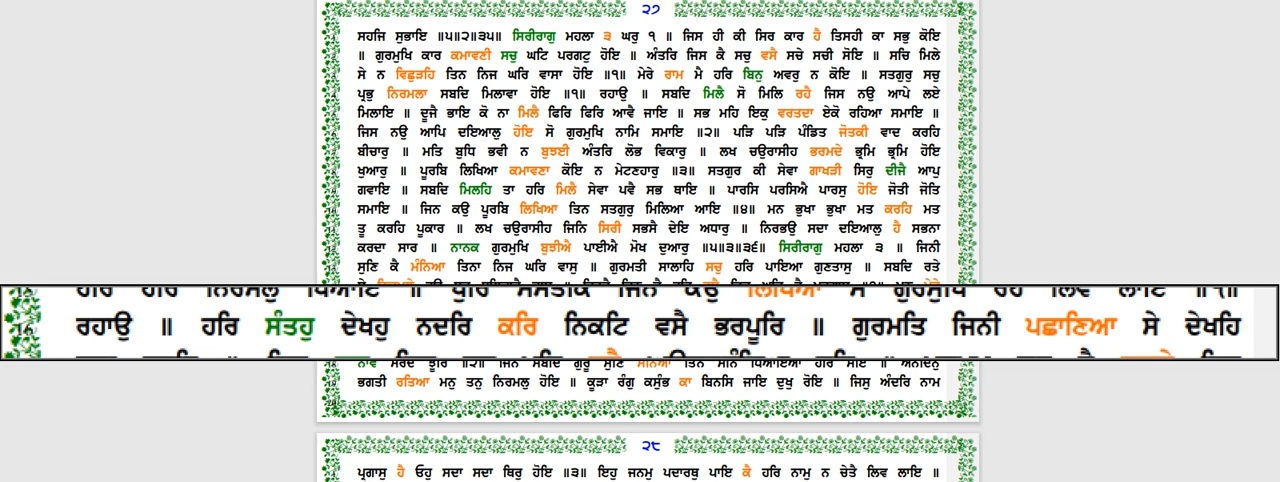 ੨੭
ਸਹਜਿ ਸੁਭਾਇ ॥੫॥੨॥੩੫॥ ਸਿਰੀਰਾਗੁ ਮਹਲਾ ੩ ਘਰੁ ੧ ॥ ਜਿਸ ਹੀ ਕੀ ਸਿਰ ਕਾਰ ਹੈ ਤਿਸਹੀ ਕਾ ਸਭੁ ਕੋਇ
॥ ਗੁਰਮੁਖਿ ਕਾਰ ਕਮਾਵਣੀ ਸਚੁ ਘਟਿ ਪਰਗਟੁ ਹੋਇ ॥ ਅੰਤਰਿ ਜਿਸ ਕੈ ਸਚੁ ਵਸੈ ਸਚੇ ਸਚੀ ਸੋਇ ॥ ਸਚਿ ਮਿਲੇ
ਸੇ ਨ ਵਿਛੁੜਹਿ ਤਿਨ ਨਿਜ ਘਰਿ ਵਾਸਾ ਹੋਇ ॥੧॥ ਮੇਰੇ ਰਾਮ ਮੈ ਹਰਿ ਬਿਨੁ ਅਵਰੁ ਨ ਕੋਇ ॥ ਸਤਗੁਰੁ ਸਚੁ
ਪ੍ਰਭੁ ਨਿਰਮਲਾ ਸਬਦਿ ਮਿਲਾਵਾ ਹੋਇ ॥੧॥ ਰਹਾਉ ॥ ਸਬਦਿ ਮਿਲੈ ਸੋ ਮਿਲਿ ਰਹੈ ਜਿਸ ਨਉ ਆਪੇ ਲਏ
ਮਿਲਾਇ ॥ ਦੂਜੈ ਭਾਇ ਕੋ ਨਾ ਮਿਲੈ ਫਿਰਿ ਫਿਰਿ ਆਵੈ ਜਾਇ ॥ ਸਭ ਮਹਿ ਇਕੁ ਵਰਤਦਾ ਏਕੋ ਰਹਿਆ ਸਮਾਇ ॥
ਜਿਸ ਨਉ ਆਪਿ ਦਇਆਲੁ ਹੋਇ ਸੋ ਗੁਰਮੁਖਿ ਨਾਮਿ ਸਮਾਇ ॥੨॥ ਪੜਿ ਪੜਿ ਪੰਡਿਤ ਜੋਤਕੀ ਵਾਦ ਕਰਹਿ
ਬੀਚਾਰੁ ॥ ਮਤਿ ਬੁਧਿ ਭਵੀ ਨ ਬੁਝਈ ਅੰਤਰਿ ਲੋਭ ਵਿਕਾਰੁ ॥ ਲਖ ਚਉਰਾਸੀਹ ਭਰਮਦੇ ਭ੍ਰਮਿ ਭ੍ਰਮਿ ਹੋਇ
ਖੁਆਰੁ ॥ ਪੂਰਬਿ ਲਿਖਿਆ ਕਮਾਵਣਾ ਕੋਇ ਨ ਮੇਟਣਹਾਰੁ ॥੩॥ ਸਤਗੁਰ ਕੀ ਸੇਵਾ ਗਾਖੜੀ ਸਿਰੁ ਦੀਜੈ ਆਪੁ
ਗਵਾਇ ॥ ਸਬਦਿ ਮਿਲਹਿ ਤਾ ਹਰਿ ਮਿਲੈ ਸੇਵਾ ਪਵੈ ਸਭ ਥਾਇ ॥ ਪਾਰਸਿ ਪਰਸਿਐ ਪਾਰਸੁ ਹੋਇ ਜੋਤੀ ਜੋਤਿ
ਸਮਾਇ ॥ ਜਿਨ ਕਉ ਪੂਰਬਿ ਲਿਖਿਆ ਤਿਨ ਸਤਗੁਰੁ ਮਿਲਿਆ ਆਇ ॥੪॥ ਮਨ ਭੁਖਾ ਭੁਖਾ ਮਤ ਕਰਹਿ ਮਤ
ਤੂ ਕਰਹਿ ਪੂਕਾਰ ॥ ਲਖ ਚਉਰਾਸੀਹ ਜਿਨਿ ਸਿਰੀ ਸਭਸੈ ਦੇਇ ਅਧਾਰੁ ॥ ਨਿਰਭਉ ਸਦਾ ਦਇਆਲੁ ਹੈ ਸਭਨਾ
ਕਰਦਾ ਸਾਰ ॥ ਨਾਨਕ ਗੁਰਮੁਖਿ ਬੁਝੀਐ ਪਾਈਐ ਮੋਖ ਦੁਆਰੁ ॥੫॥੩॥੩੬॥ ਸਿਰੀਰਾਗੁ ਮਹਲਾ ੩ ॥ ਜਿਨੀ
ਸੁਣਿ ਕੈ ਮੰਨਿਆ ਤਿਨਾ ਨਿਜ ਘਰਿ ਵਾਸੁ ॥ ਗੁਰਮਤੀ ਸਾਲਾਹਿ ਸਚੁ ਹਰਿ ਪਾਇਆ ਗੁਣਤਾਸੁ ॥ ਸਬਦਿ ਰਤੇ
ਰਹਾਉ ॥ ਹਰਿ ਸੰਤਹੁ ਦੇਖਹੁ ਨਦਰਿ ਕਰਿ ਨਿਕਟਿ ਵਸੈ ਭਰਪੂਰਿ ॥ ਗੁਰਮਤਿ ਜਿਨੀ ਪਛਾਣਿਆ ਸੇ ਦੇਖਹਿ
ਭਗਤੀ ਰਤਿਆ ਮਨੁ ਤਨੁ ਨਿਰਮਲੁ ਹੋਇ ॥ ਕੂੜਾ ਰੰਗੁ ਕਸੁੰਭ ਕਾ ਬਿਨਸਿ ਜਾਇ ਦੁਖੁ ਰੋਇ ॥ ਜਿਸੁ ਅੰਦਰਿ ਨਾਮ
੨੮
ਪ੍ਰਗਾਸੁ ਹੈ ਓਹੁ ਸਦਾ ਸਦਾ ਥਿਰੁ ਹੋਇ ॥੩॥ ਇਹੁ ਜਨਮੁ ਪਦਾਰਥੁ ਪਾਇ ਕੈ ਹਰਿ ਨਾਮੁ ਨ ਚੇਤੈ ਲਿਵ ਲਾਇ ॥